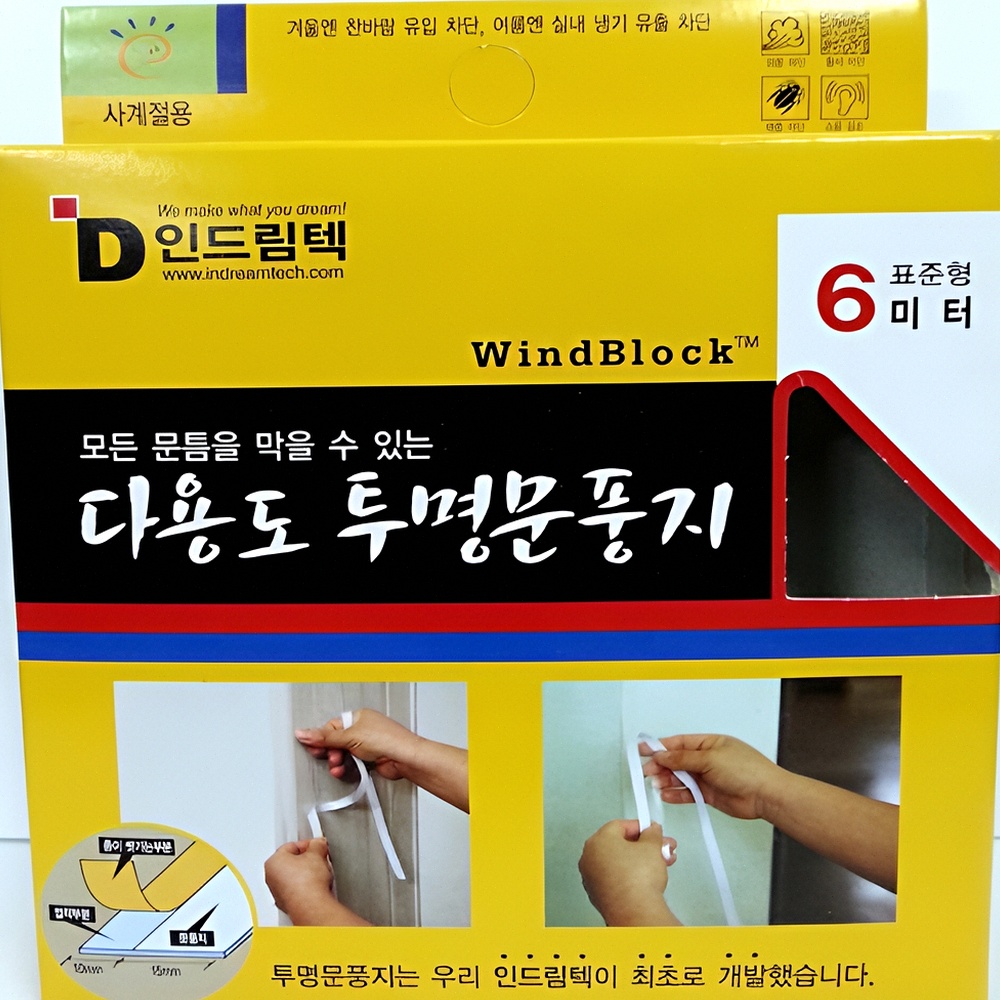 겨울엔 찬바람 유입 차단, 여름엔 실내 냉기 유출 차단
사계절용
We make what you dream!
D 인드림텍
www.indreamtech.com
6 표준형
미터
WindBlock™
모든 문틈을 막을 수 있는
다용도 투명문풍지
투명문풍지는 우리 인드림텍이 최초로 개발했습니다.